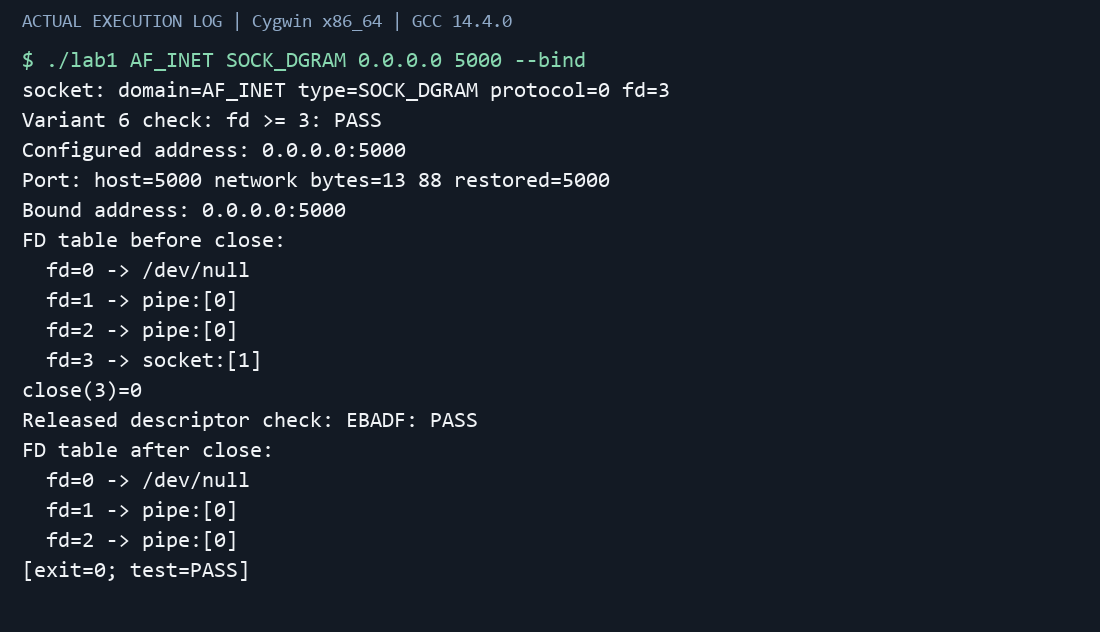 ACTUAL EXECUTION LOG | Cygwin x86_64 | GCC 14.4.0
$ ./lab1 AF_INET SOCK_DGRAM 0.0.0.0 5000 --bind
socket: domain=AF_INET type=SOCK_DGRAM protocol=0 fd=3
Variant 6 check: fd >= 3: PASS
Configured address: 0.0.0.0:5000
Port: host=5000 network bytes=13 88 restored=5000
Bound address: 0.0.0.0:5000
FD table before close:
  fd=0 -> /dev/null
  fd=1 -> pipe:[0]
  fd=2 -> pipe:[0]
  fd=3 -> socket:[1]
close(3)=0
Released descriptor check: EBADF: PASS
FD table after close:
  fd=0 -> /dev/null
  fd=1 -> pipe:[0]
  fd=2 -> pipe:[0]
[exit=0; test=PASS]